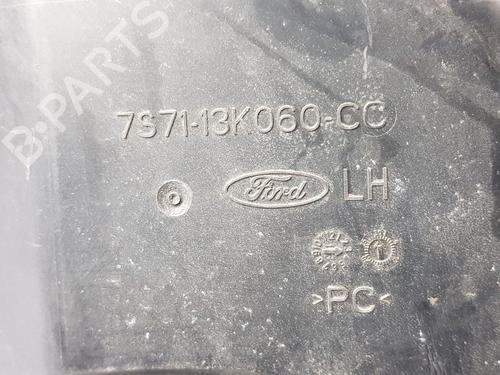 7S71-13K060-CC
Ford LH
>PC<
B-PARTS